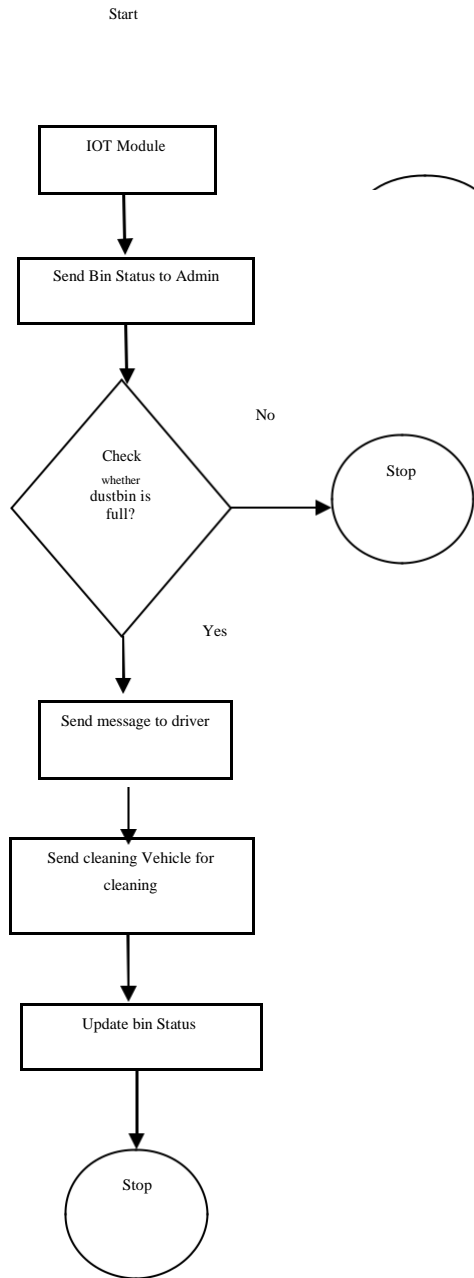 Start
IOT Module
Send Bin Status to Admin
No
Check
whether
dustbin is
full?
Stop
Yes
Send message to driver
Send cleaning Vehicle for
cleaning
Update bin Status
Stop